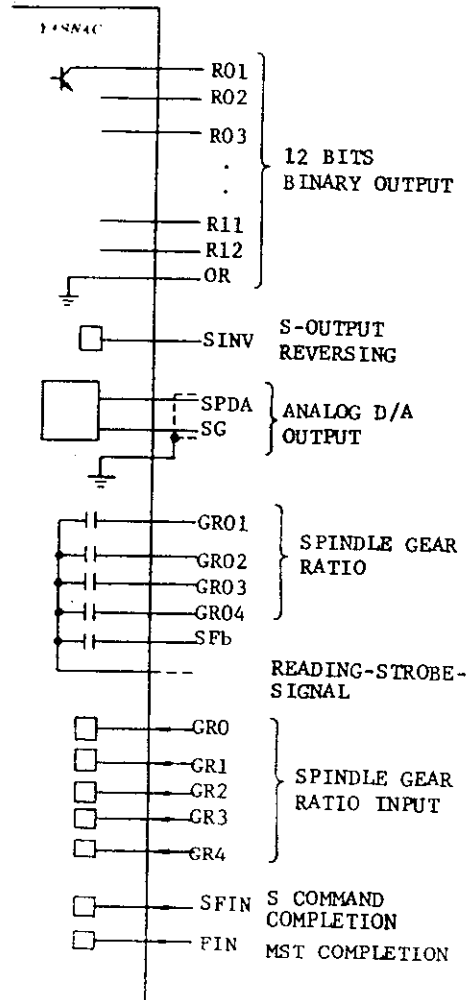 R01
R02
R03
.
.
R11
R12
OR
12 BITS
BINARY OUTPUT
SINV
S-OUTPUT
REVERSING
SPDA
SG
ANALOG D/A
OUTPUT
GR01
GR02
GR03
GR04
SPINDLE GEAR
RATIO
SFb
READING-STROBE-
SIGNAL
GR0
GR1
GR2
GR3
GR4
SPINDLE GEAR
RATIO INPUT
SFIN
S COMMAND
COMPLETION
FIN
MST COMPLETION